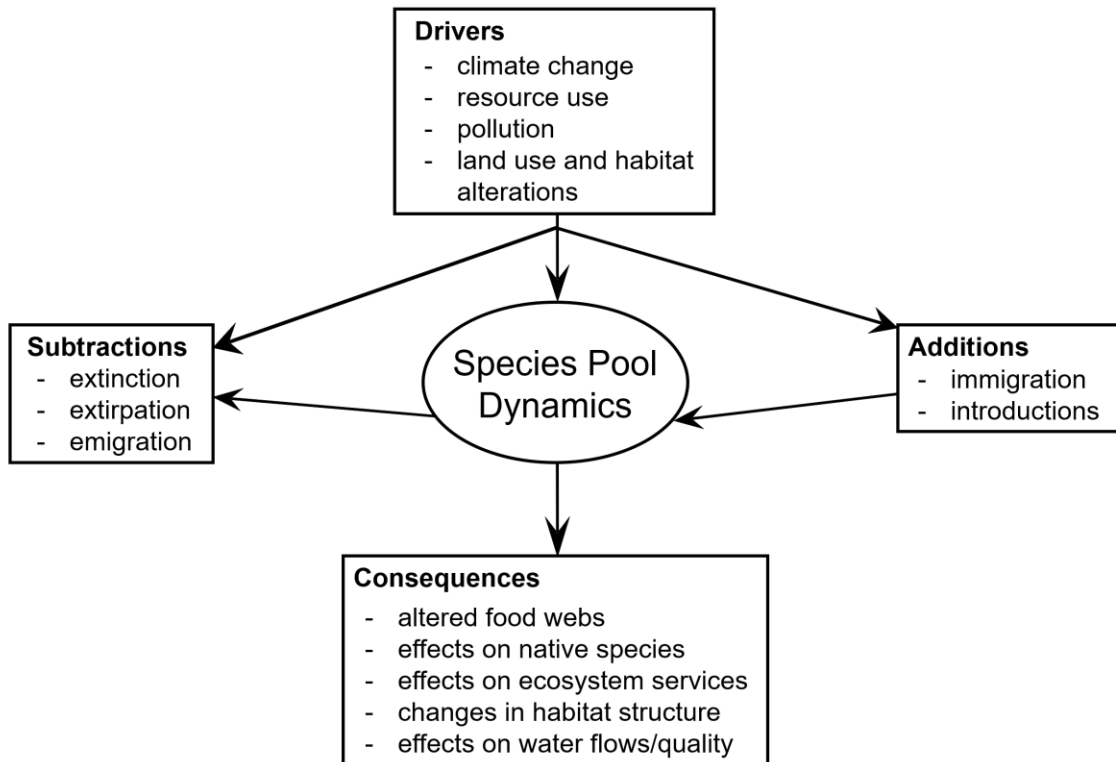 Drivers
- climate change
- resource use
- pollution
- land use and habitat
alterations
Subtractions
- extinction
- extirpation
- emigration
Species Pool
Dynamics
Additions
- immigration
- introductions
Consequences
- altered food webs
- effects on native species
- effects on ecosystem services
- changes in habitat structure
- effects on water flows/quality